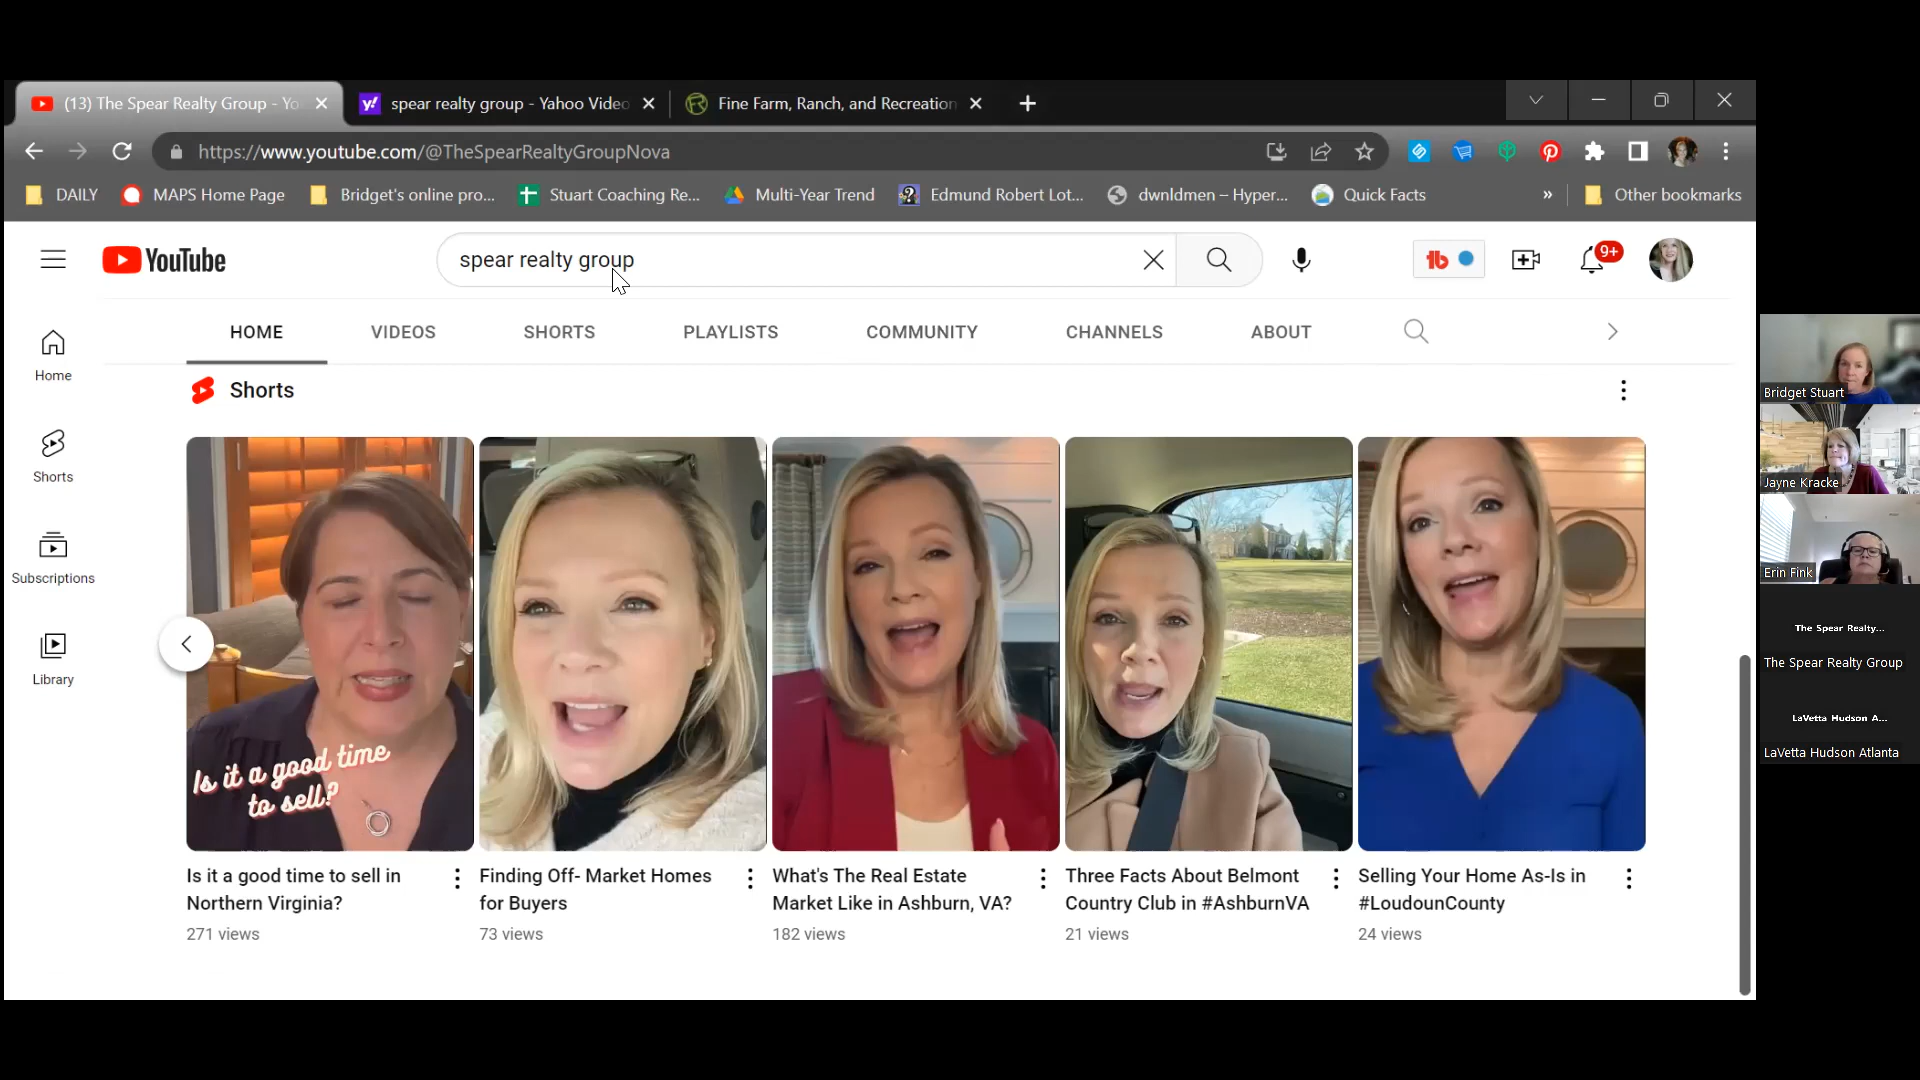 (13) The Spear Realty Group - Yo
spear realty group - Yahoo Video
Fine Farm, Ranch, and Recreation
https://www.youtube.com/@TheSpearRealtyGroupNova
DAILY
MAPS Home Page
Bridget's online pro...
Stuart Coaching Re...
Multi-Year Trend
Edmund Robert Lot...
dwnldmen – Hyper...
Quick Facts
»
Other bookmarks
YouTube
spear realty group
9+
HOME
VIDEOS
SHORTS
PLAYLISTS
COMMUNITY
CHANNELS
ABOUT
Home
Shorts
Subscriptions
Library
Shorts
Is it a good time
to sell?
Is it a good time to sell in
Northern Virginia?
271 views
Finding Off- Market Homes
for Buyers
73 views
What's The Real Estate
Market Like in Ashburn, VA?
182 views
Three Facts About Belmont
Country Club in #AshburnVA
21 views
Selling Your Home As-Is in
#LoudounCounty
24 views
Bridget Stuart
Jayne Kracke
Erin Fink
The Spear Realty...
The Spear Realty Group
LaVetta Hudson A...
LaVetta Hudson Atlanta